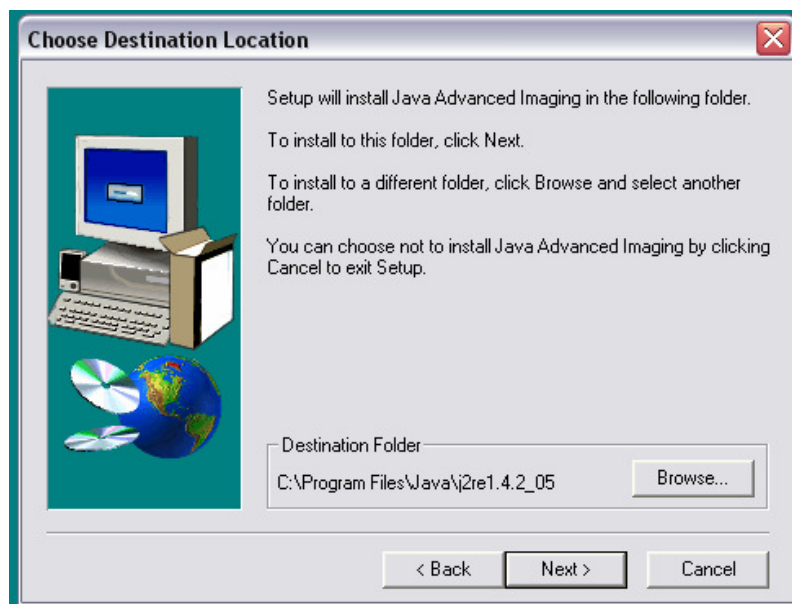 Choose Destination Location
Setup will install Java Advanced Imaging in the following folder.
To install to this folder, click Next.
To install to a different folder, click Browse and select another
folder.
You can choose not to install Java Advanced Imaging by clicking
Cancel to exit Setup.
Destination Folder
C:\Program Files\Java\j2re1.4.2_05
Browse...
< Back
Next >
Cancel